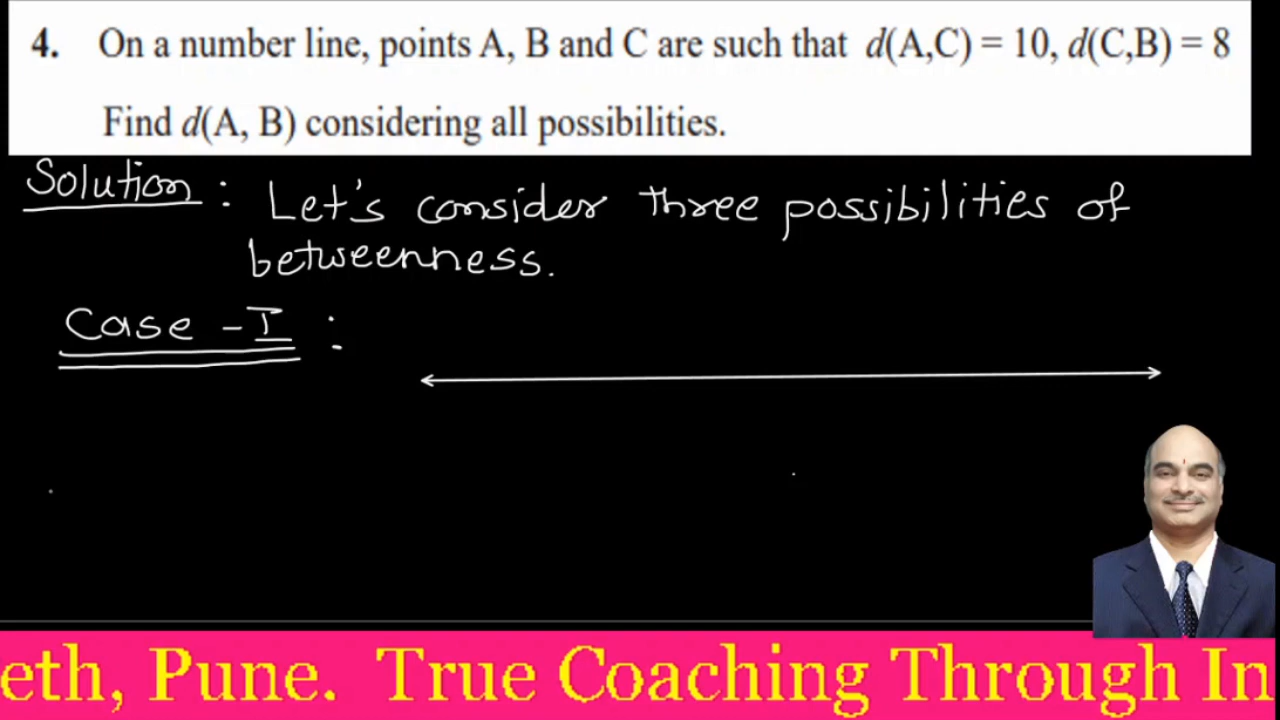 4. On a number line, points A, B and C are such that d(A,C) = 10, d(C,B) = 8
Find d(A, B) considering all possibilities.
Solution : Let's consider three possibilities of
betweenness.
Case - I :
eth, Pune. True Coaching Through In